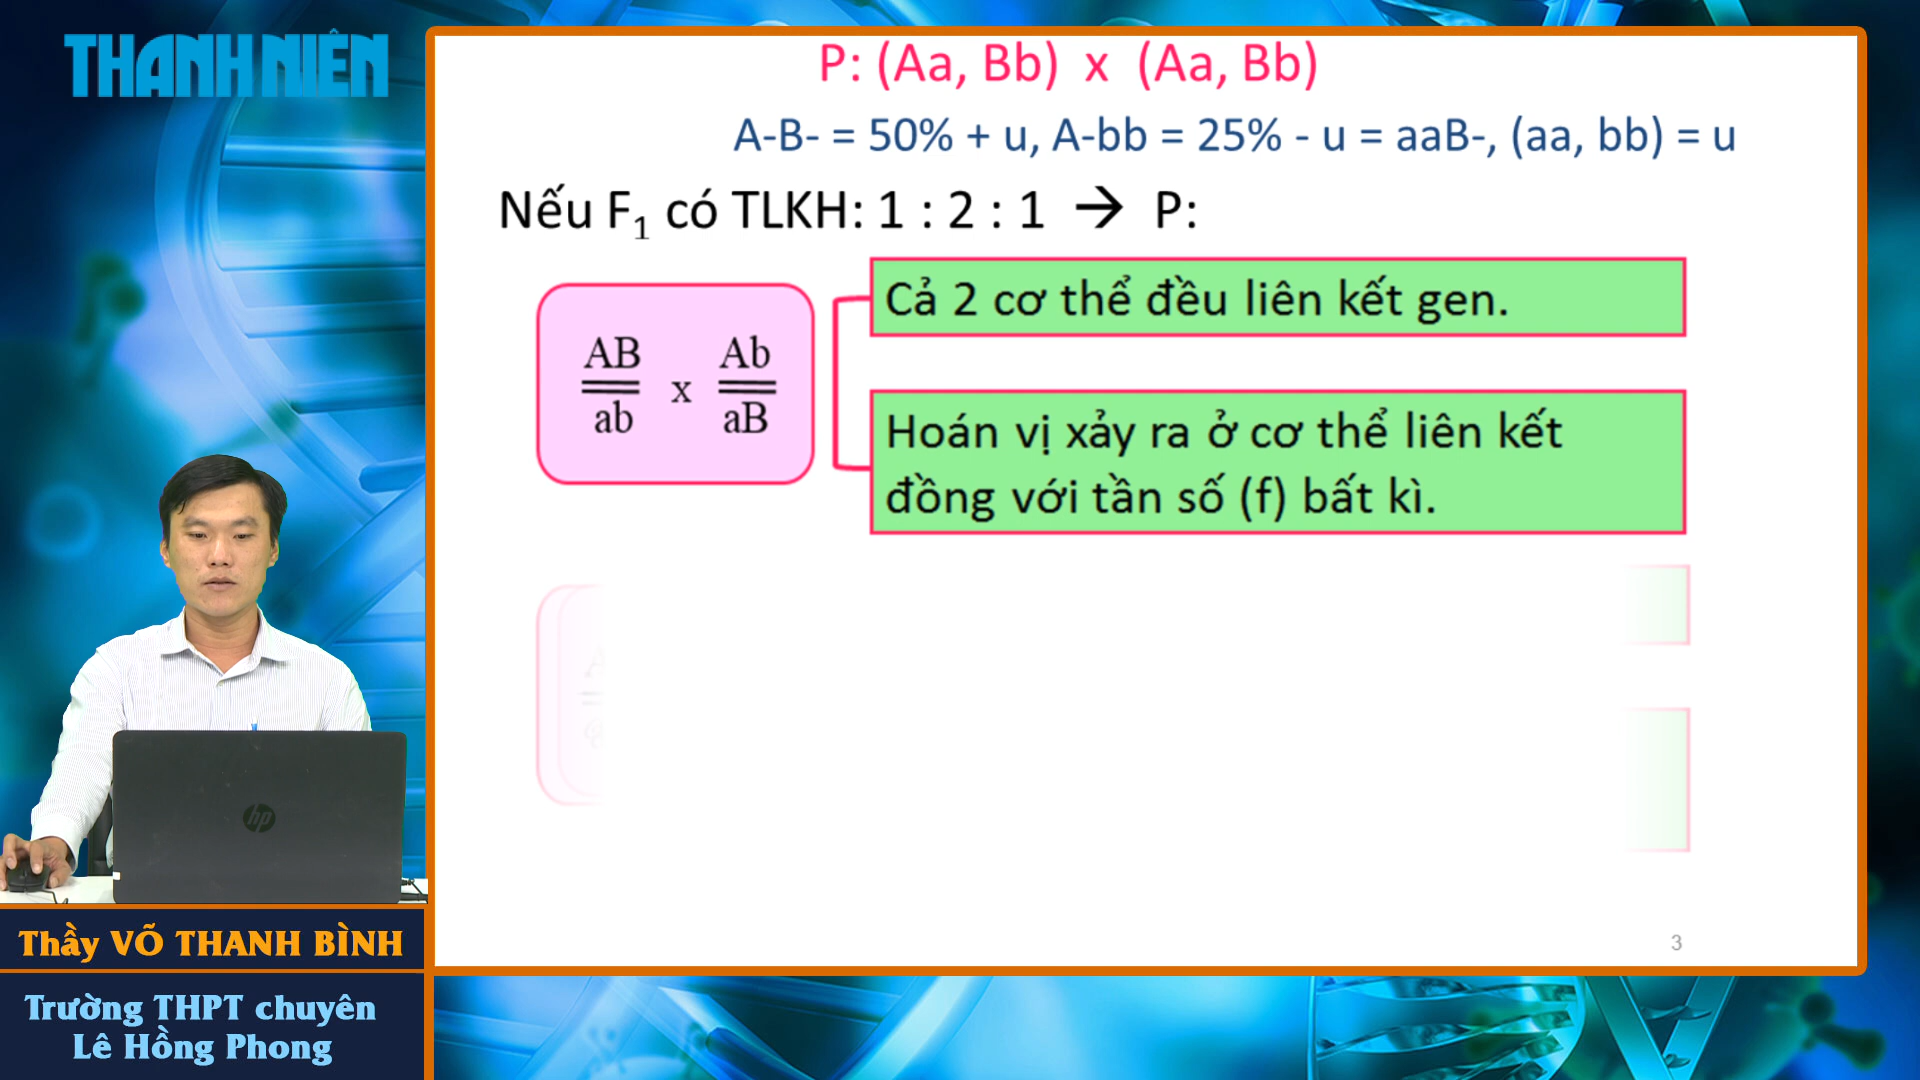 THANH NIÊN
P: (Aa, Bb) x (Aa, Bb)
A-B- = 50% + u, A-bb = 25% - u = aaB-, (aa, bb) = u
Nếu F1 có TLKH: 1 : 2 : 1 → P:
Cả 2 cơ thể đều liên kết gen.
AB x Ab
ab aB
Hoán vị xảy ra ở cơ thể liên kết
đồng với tần số (f) bất kì.
hp
3
Thầy VÕ THANH BÌNH
Trường THPT chuyên
Lê Hồng Phong